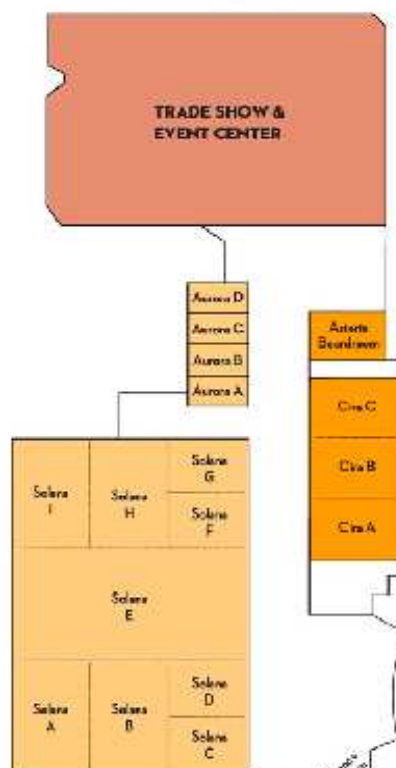 TRADE SHOW &
EVENT CENTER
Aurora D
Aurora C
Aurora B
Aurora A
Boardroom
Cira C
Cira B
Cira A
Solana
G
Solana
I
Solana
H
Solana
F
Solana
E
Solana
D
Solana
A
Solana
B
Solana
C